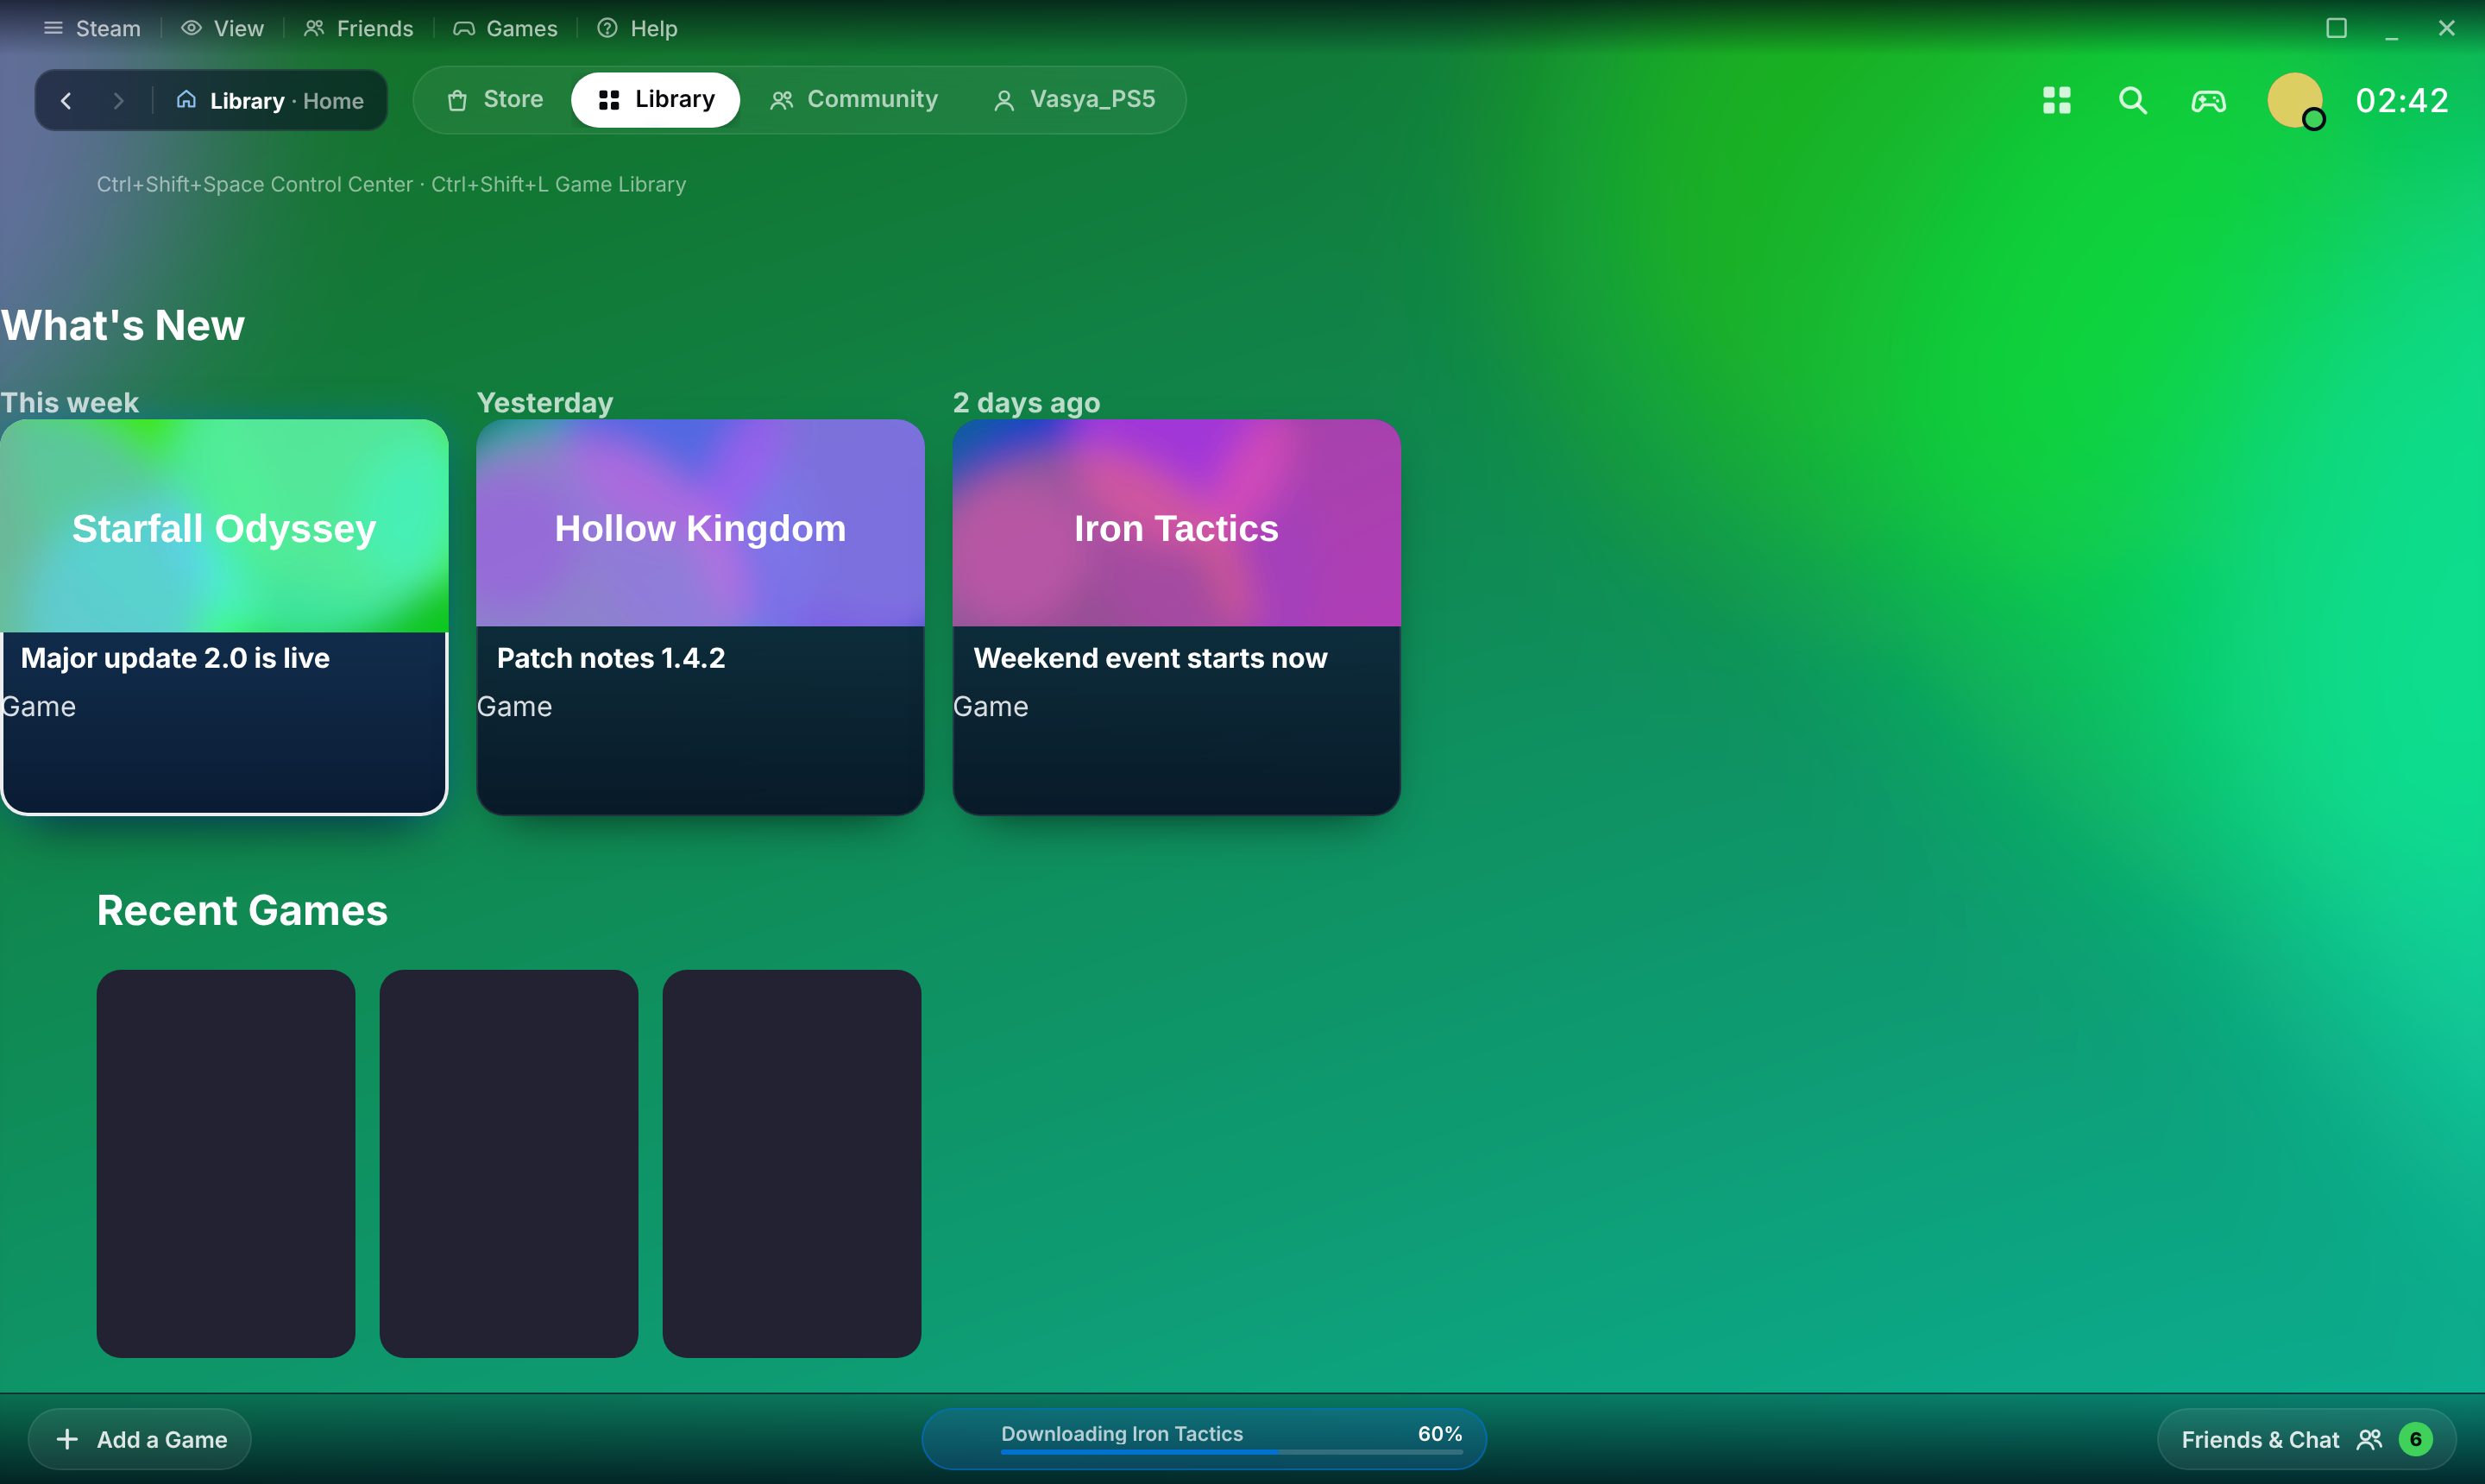 Steam View Friends Games Help
Library · Home Store Library Community Vasya_PS5 02:42
Ctrl+Shift+Space Control Center · Ctrl+Shift+L Game Library
What's New
This week Yesterday 2 days ago
Starfall Odyssey Hollow Kingdom Iron Tactics
Major update 2.0 is live Patch notes 1.4.2 Weekend event starts now
Game Game Game
Recent Games
Add a Game Downloading Iron Tactics 60% Friends & Chat 6